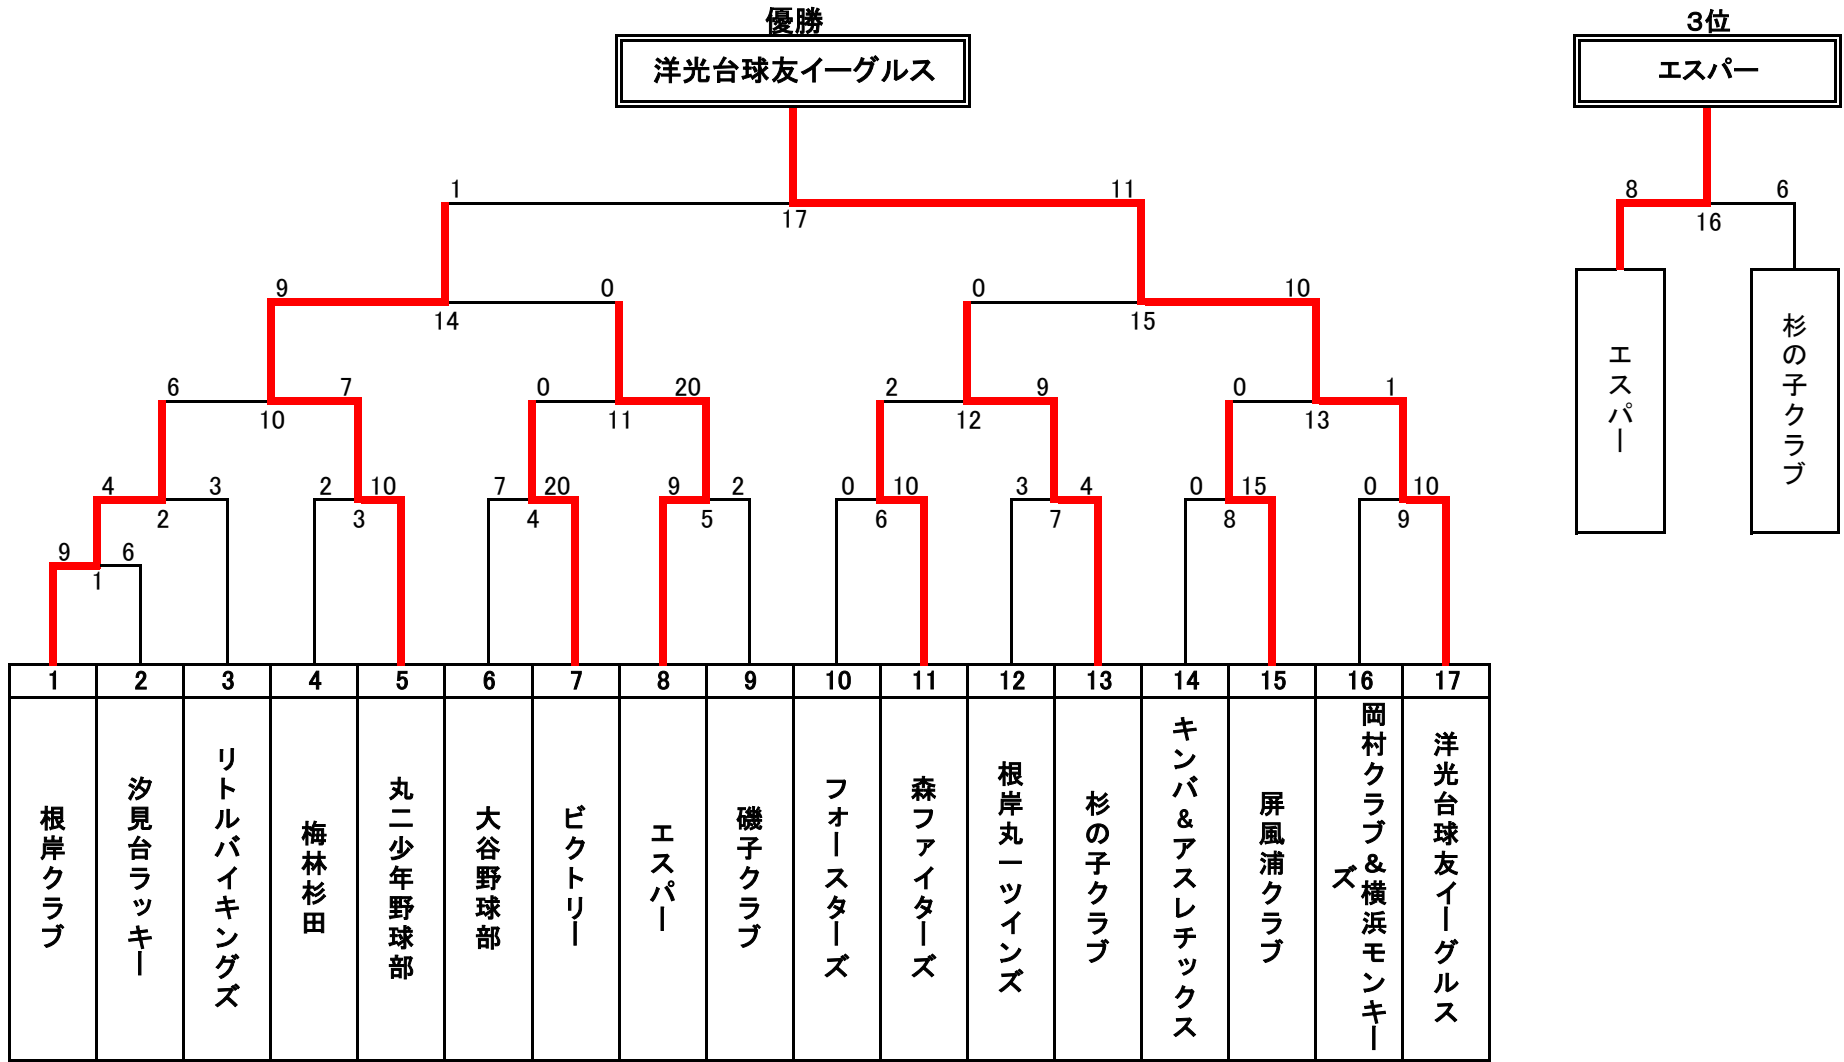 優勝
3位
洋光台球友イーグルス
エスパー
1
11
8
6
17
16
9
0
0
10
14
15
エスパー
杉の子クラブ
6
7
0
20
2
9
0
1
10
11
12
13
4
3
2
10
7
20
9
2
0
10
3
4
0
15
0
10
2
3
4
5
6
7
8
9
9
6
1
1
2
3
4
5
6
7
8
9
10
11
12
13
14
15
16
17
根岸クラブ
汐見台ラッキー
リトルバイキングズ
梅林杉田
丸二少年野球部
大谷野球部
ビクトリー
エスパー
磯子クラブ
フォースターズ
森ファイターズ
根岸丸一ツインズ
杉の子クラブ
キンバ&アスレチックス
屏風浦クラブ
岡村クラブ&横浜モンキー
ズ
洋光台球友イーグルス